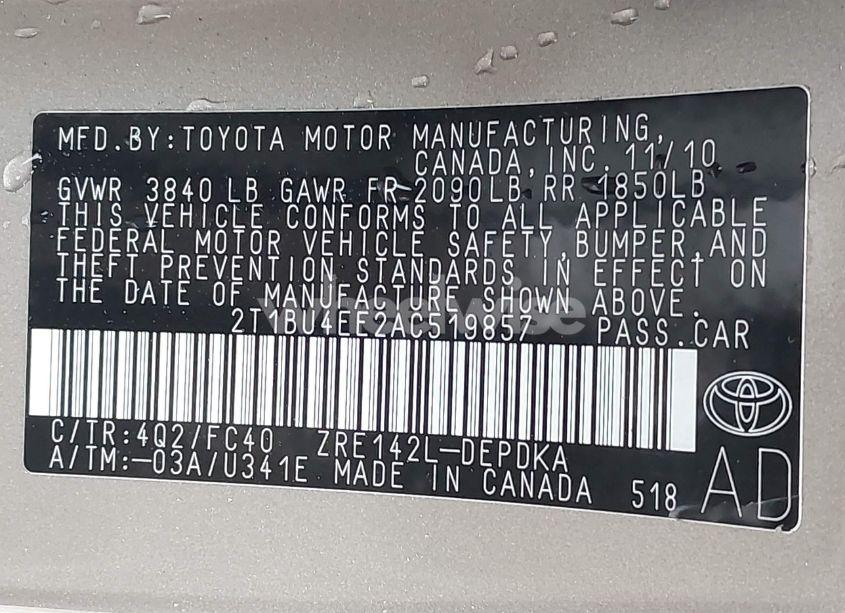 MFD.BY:TOYOTA MOTOR MANUFACTURING,
CANADA,INC. 11/10
GVWR 3840 LB GAWR FR 2090LB RR 1850LB
THIS VEHICLE CONFORMS TO ALL APPLICABLE
FEDERAL MOTOR VEHICLE SAFETY,BUMPER,AND
THEFT PREVENTION STANDARDS IN EFFECT ON
THE DATE OF MANUFACTURE SHOWN ABOVE.
2T1BU4EE2AC519857 PASS.CAR
C/TR:4Q2/FC40 ZRE142L-DEPDKA
A/TM:-03A/U341E MADE IN CANADA 518 AD